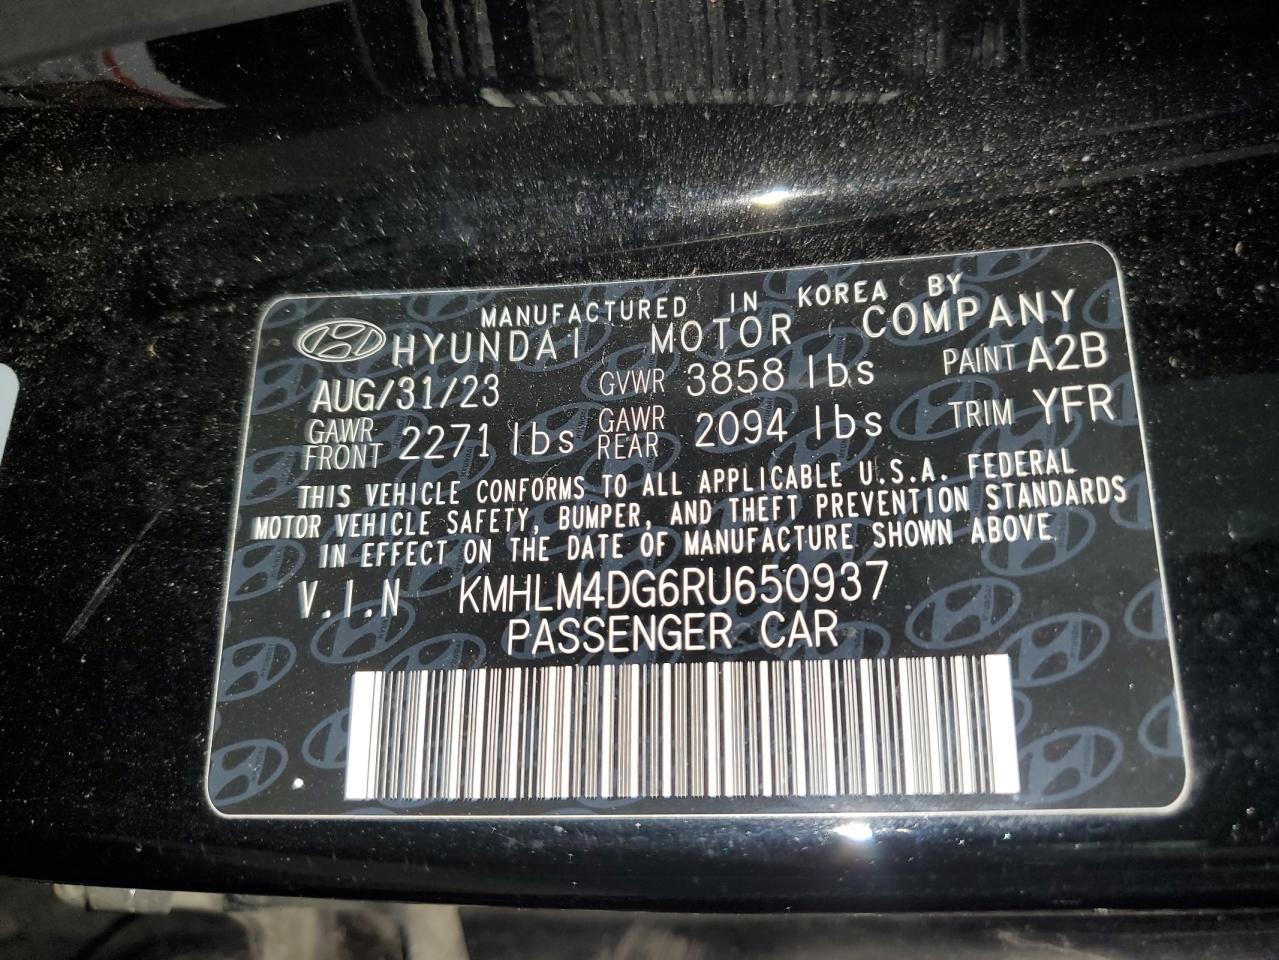 MANUFACTURED IN KOREA BY
HYUNDAI MOTOR COMPANY
AUG/31/23 GVWR 3858 lbs PAINT A2B
GAWR FRONT 2271 lbs GAWR REAR 2094 lbs TRIM YFR
THIS VEHICLE CONFORMS TO ALL APPLICABLE U.S.A. FEDERAL
MOTOR VEHICLE SAFETY, BUMPER, AND THEFT PREVENTION STANDARDS
IN EFFECT ON THE DATE OF MANUFACTURE SHOWN ABOVE
V.I.N KMHLM4DG6RU650937
PASSENGER CAR